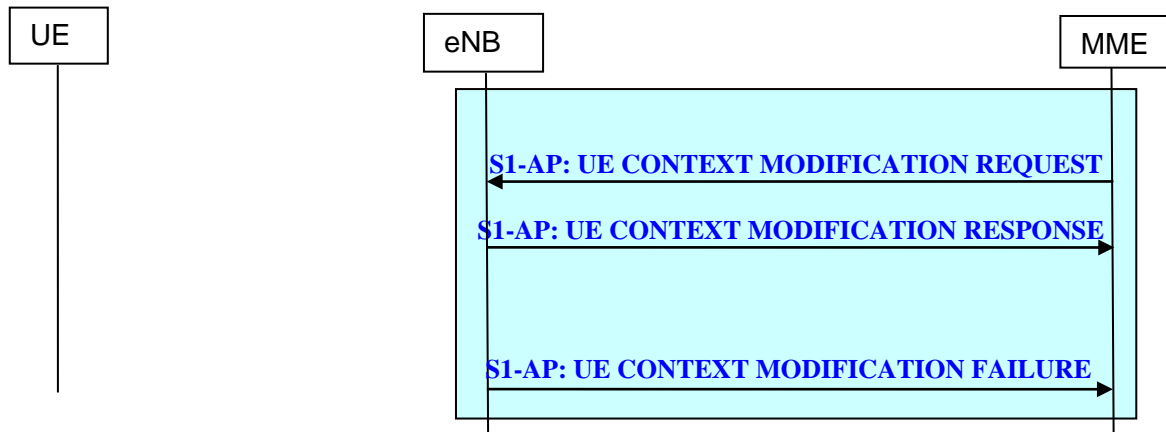 UE
eNB
MME
S1-AP: UE CONTEXT MODIFICATION REQUEST
S1-AP: UE CONTEXT MODIFICATION RESPONSE
S1-AP: UE CONTEXT MODIFICATION FAILURE